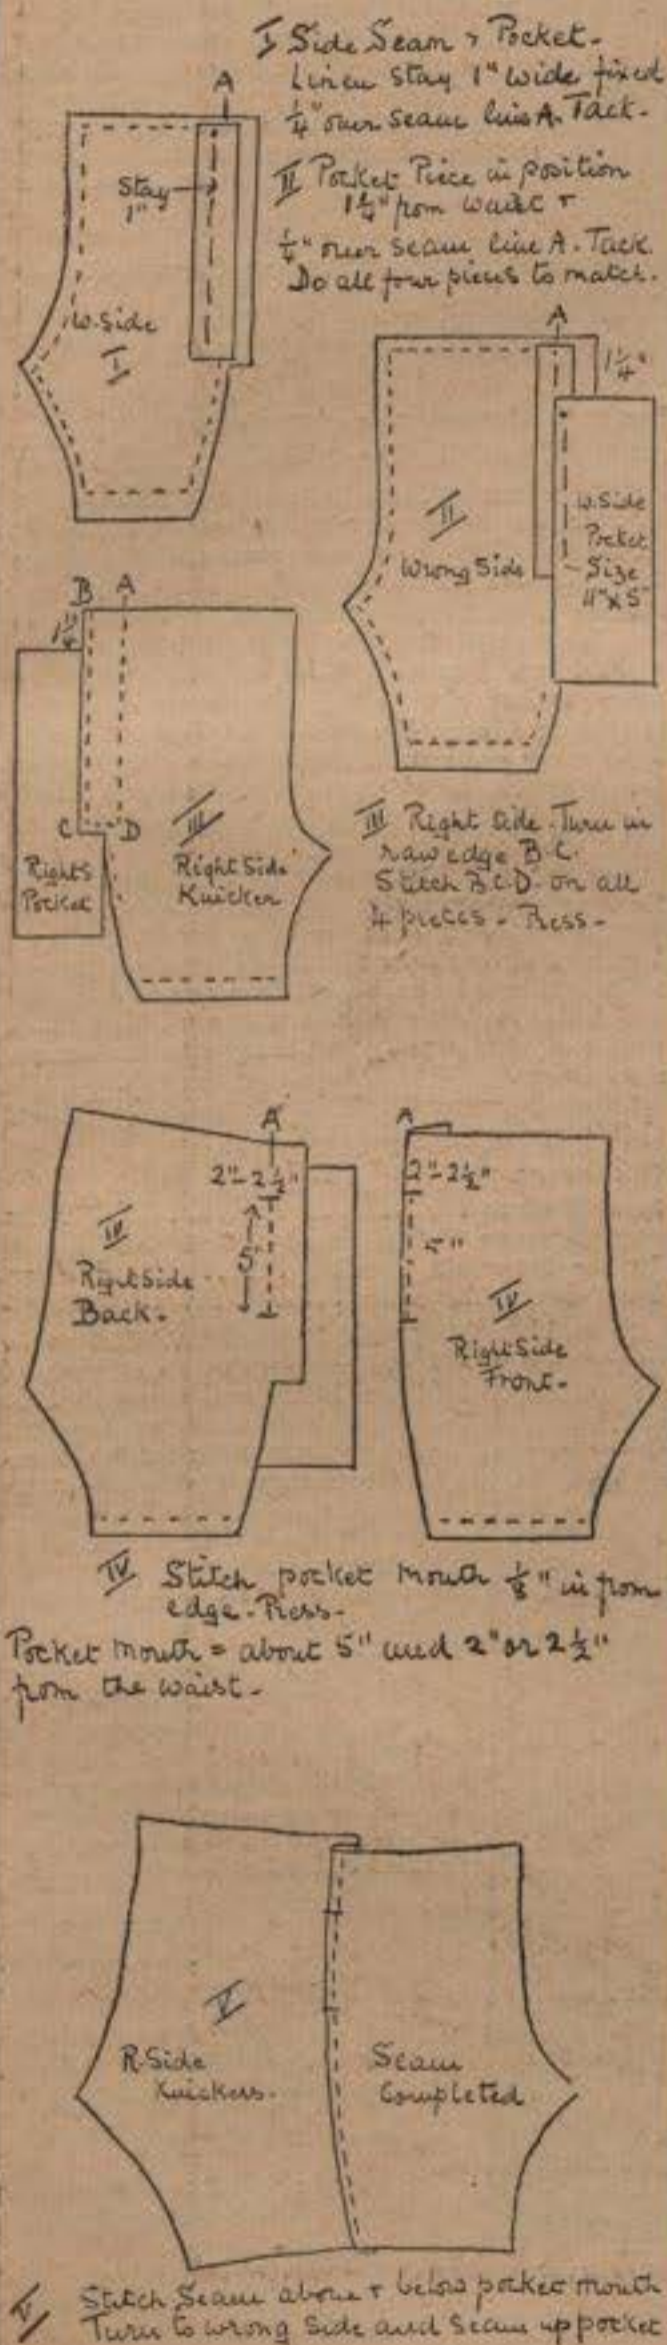 I Side Seam & Pocket.
Linen Stay 1" wide fixed
¼" over seam line A. Tack.
A
Stay
1"
W. Side
I
II Pocket Piece in position
1¼" from waist &
¼" over seam line A. Tack.
Do all four pieces to match.
A
1¼"
II
Wrong Side
W. Side
Pocket
Size
11" x 5"
B A
1¼"
C D
III
Right S
Pocket
Right Side
Knicker
III Right Side. Turn in
raw edge B.C.
Stitch B.C.D. on all
4 pieces - Press -
A
2"-2½"
5"
IV
Right Side
Back.
A
2"-2½"
5"
IV
Right Side
Front.
IV Stitch pocket mouth ⅛" in from
edge. Press -
Pocket mouth = about 5" and 2" or 2½"
from the waist -
V
R. Side
Knickers.
Seam
Completed
V Stitch Seam above & below pocket mouth
Turn to wrong side and seam up pocket